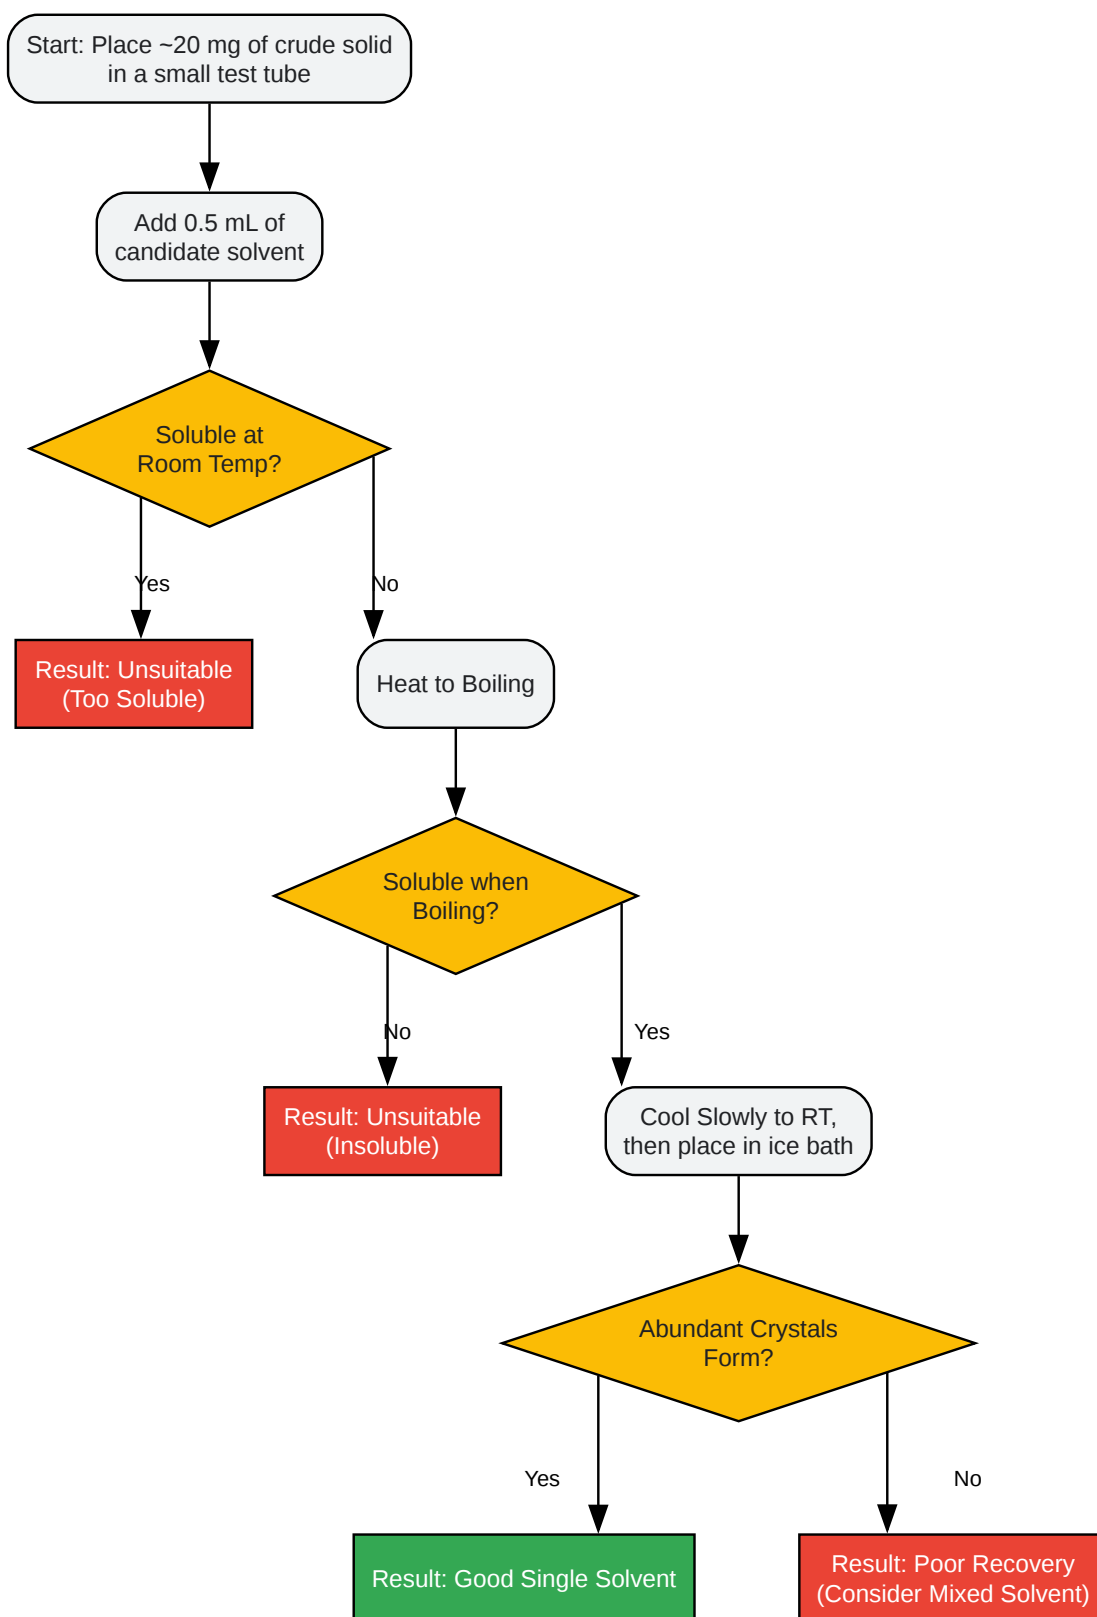 Start: Place ~20 mg of crude solid
in a small test tube
Add 0.5 mL of
candidate solvent
Soluble at
Room Temp?
Yes
No
Result: Unsuitable
(Too Soluble)
Heat to Boiling
Soluble when
Boiling?
No
Yes
Result: Unsuitable
(Insoluble)
Cool Slowly to RT,
then place in ice bath
Abundant Crystals
Form?
Yes
No
Result: Good Single Solvent
Result: Poor Recovery
(Consider Mixed Solvent)